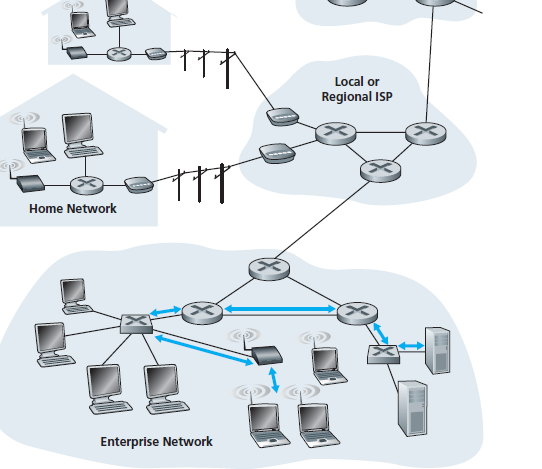 Local or
Regional ISP
Home Network
Enterprise Network